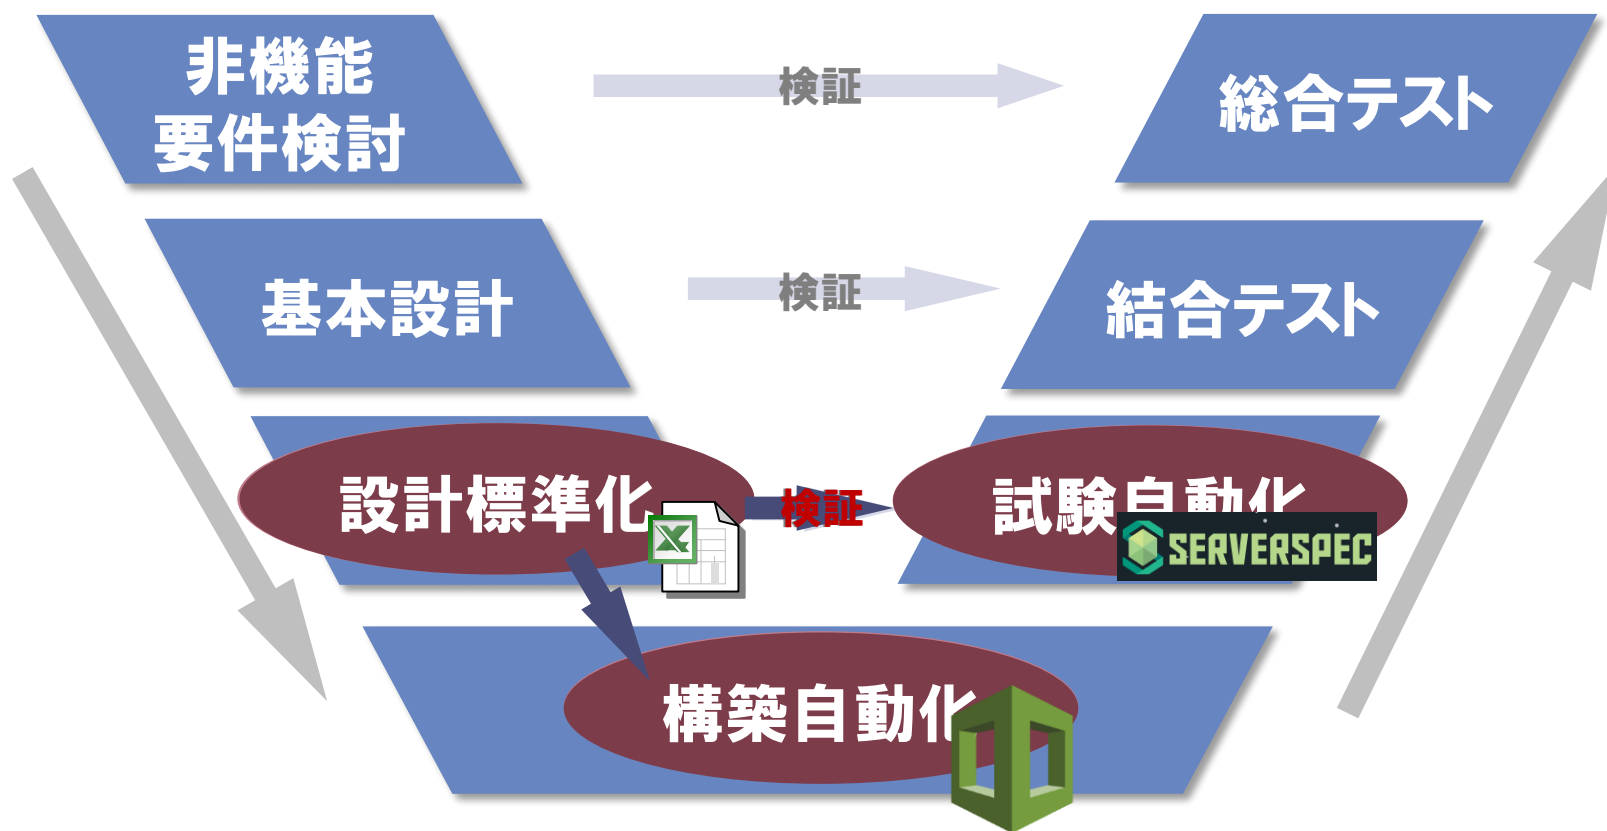 非機能
要件検討
検証
総合テスト
基本設計
検証
結合テスト
設計標準化
検証
試験自動化
SERVERSPEC
構築自動化